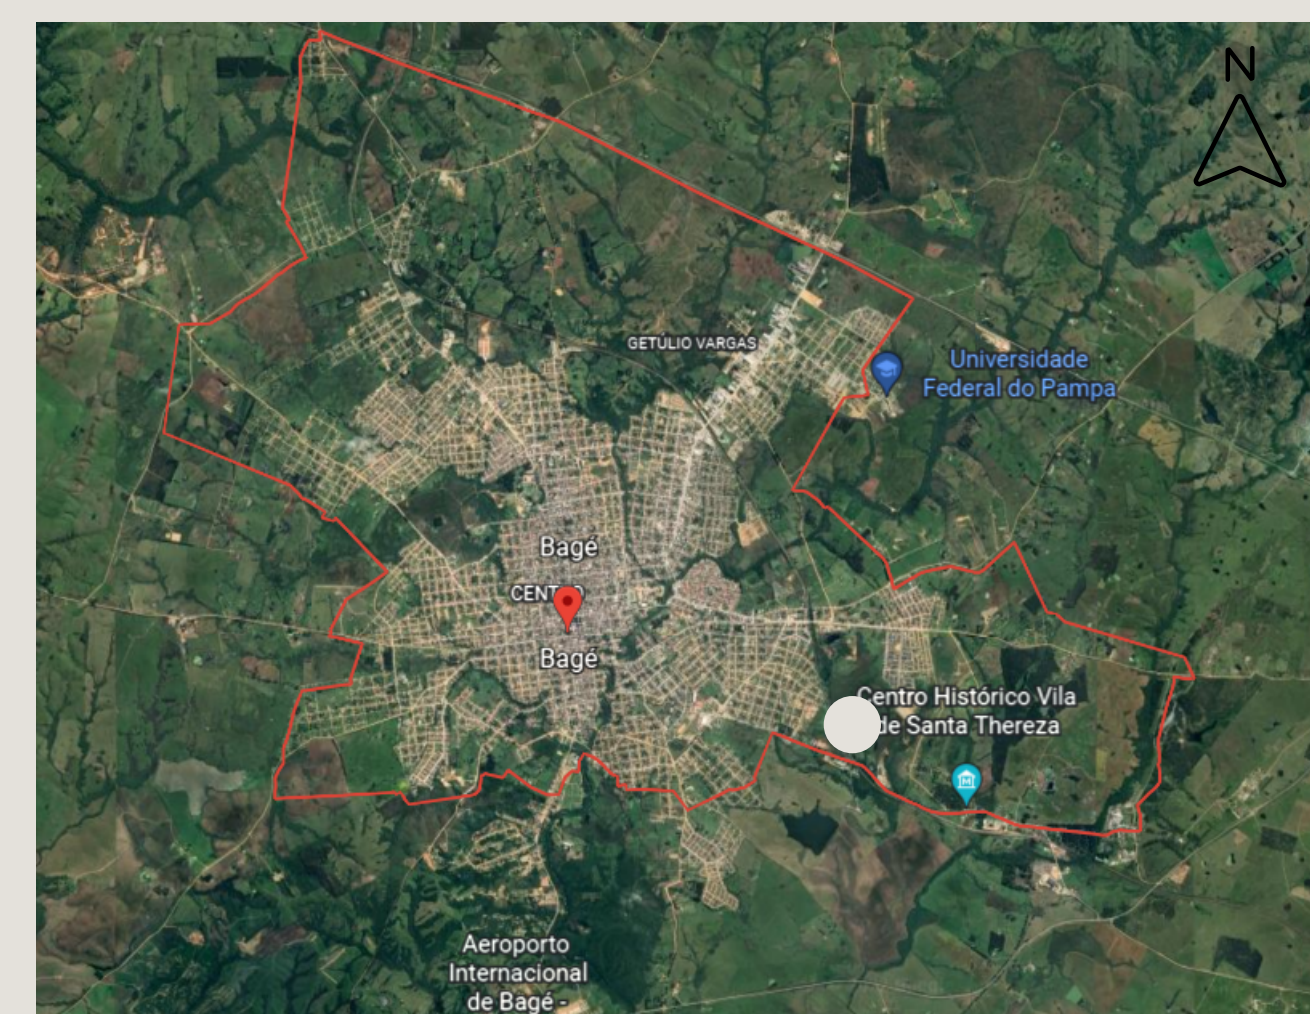 N
GETÚLIO VARGAS
Universidade
Federal do Pampa
Bagé
Bagé
Centro Histórico Vila
de Santa Thereza
Aeroporto
Internacional
de Bagé -